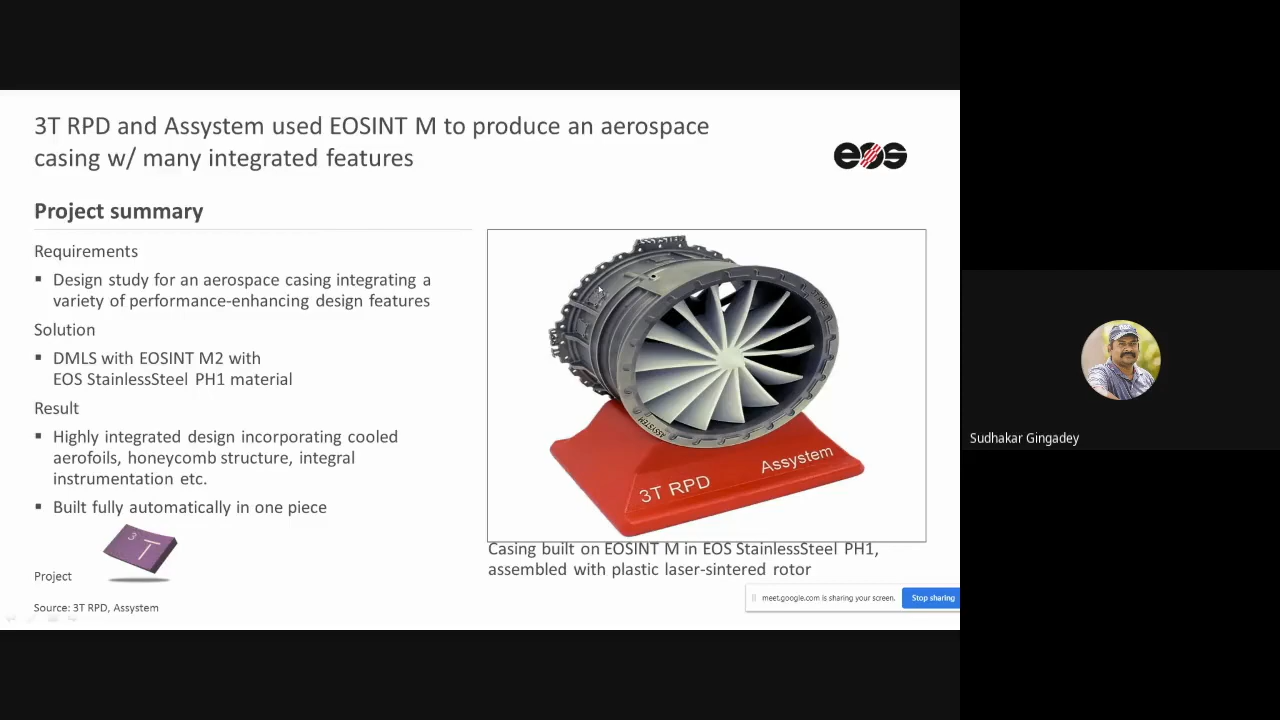 3T RPD and Assystem used EOSINT M to produce an aerospace
casing w/ many integrated features
eos
Project summary
Requirements
▪ Design study for an aerospace casing integrating a
variety of performance-enhancing design features
Solution
▪ DMLS with EOSINT M2 with
EOS StainlessSteel PH1 material
Result
▪ Highly integrated design incorporating cooled
aerofoils, honeycomb structure, integral
instrumentation etc.
▪ Built fully automatically in one piece
3T
Project
Source: 3T RPD, Assystem
ASSYSTEM
ASSYSTEM
3T RPD
Assystem
Casing built on EOSINT M in EOS StainlessSteel PH1,
assembled with plastic laser-sintered rotor
meet.google.com is sharing your screen.
Stop sharing
Sudhakar Gingadey